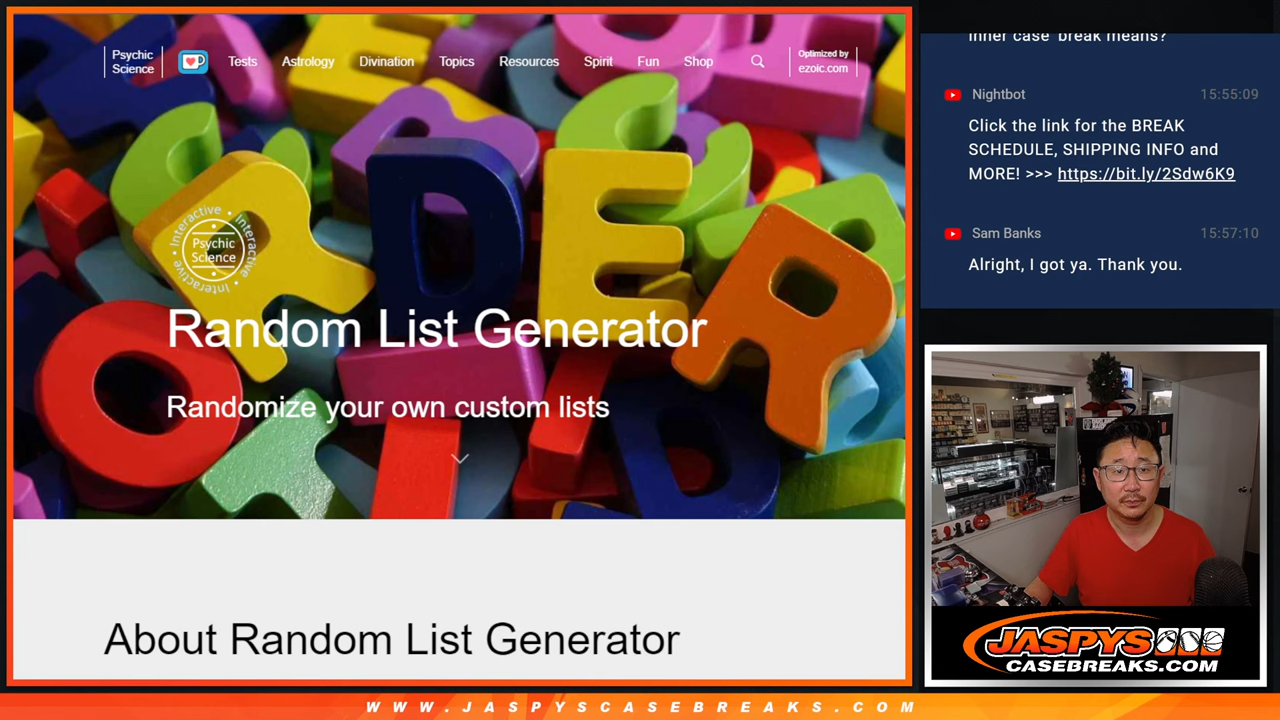 Psychic
Science
Tests
Astrology
Divination
Topics
Resources
Spirit
Fun
Shop
Optimized by
ezoic.com
Interactive • Interactive • Interactive • Interactive •
Psychic
Science
Random List Generator
Randomize your own custom lists
About Random List Generator
inner case break means?
Nightbot 15:55:09
Click the link for the BREAK
SCHEDULE, SHIPPING INFO and
MORE! >>> https://bit.ly/2Sdw6K9
Sam Banks 15:57:10
Alright, I got ya. Thank you.
JASPYS
CASEBREAKS.COM
WWW.JASPYSCASEBREAKS.COM